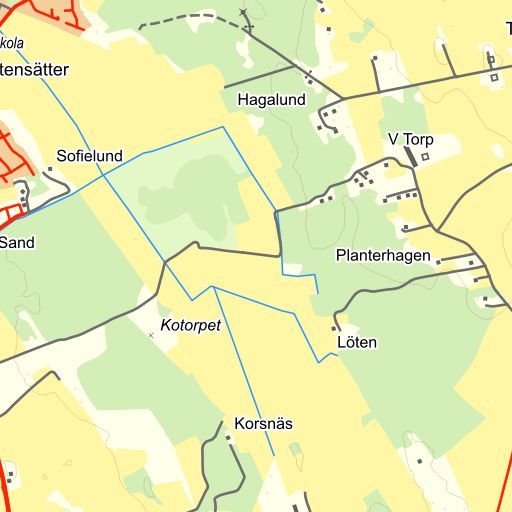 kola
tensätter
Hagalund
T
V Torp
Sofielund
Sand
Planterhagen
Kotorpet
Löten
Korsnäs